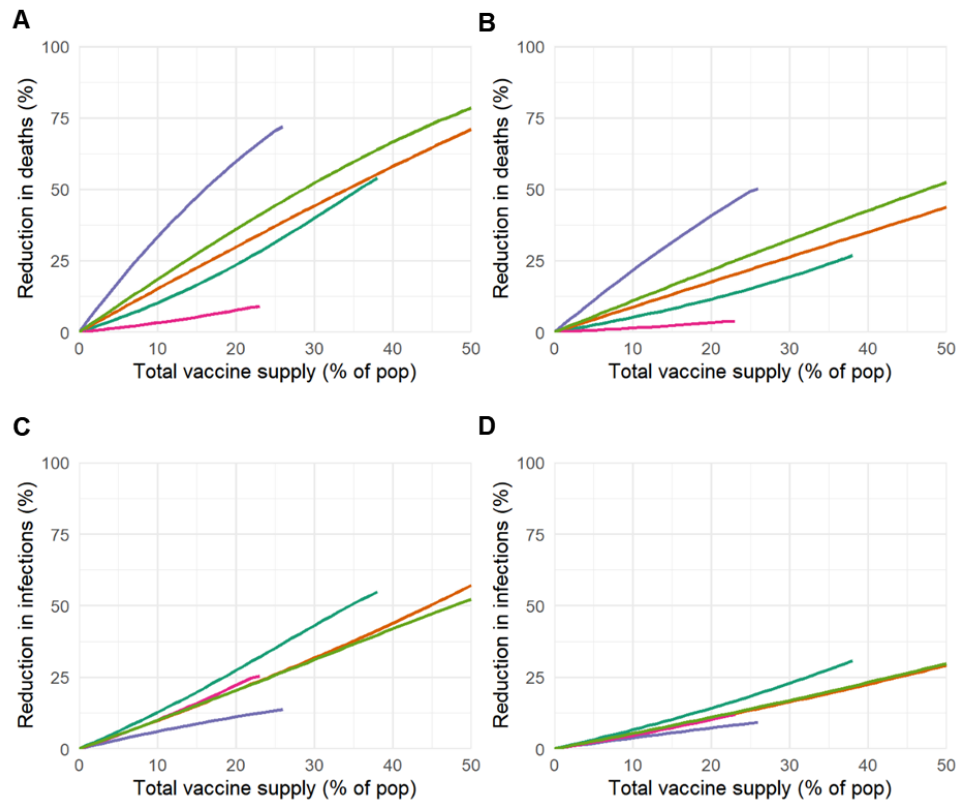 A
B
Reduction in deaths (%)
100
75
50
25
0
0 10 20 30 40 50
Total vaccine supply (% of pop)
Reduction in deaths (%)
100
75
50
25
0
0 10 20 30 40 50
Total vaccine supply (% of pop)
C
D
Reduction in infections (%)
100
75
50
25
0
0 10 20 30 40 50
Total vaccine supply (% of pop)
Reduction in infections (%)
100
75
50
25
0
0 10 20 30 40 50
Total vaccine supply (% of pop)